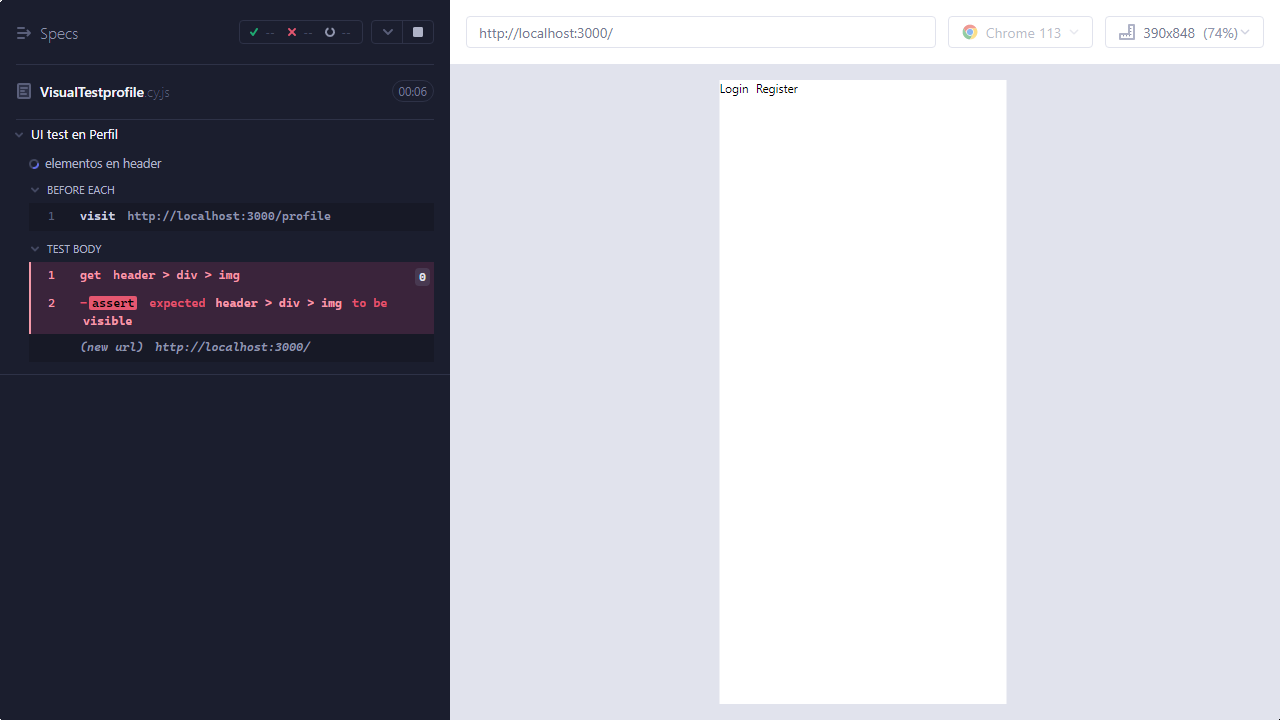 Specs
-- -- --
VisualTestprofile.cy.js 00:06
UI test en Perfil
elementos en header
BEFORE EACH
1 visit http://localhost:3000/profile
TEST BODY
1 get header > div > img 0
2 -assert expected header > div > img to be
visible
(new url) http://localhost:3000/
http://localhost:3000/ Chrome 113 390x848 (74%)
Login Register